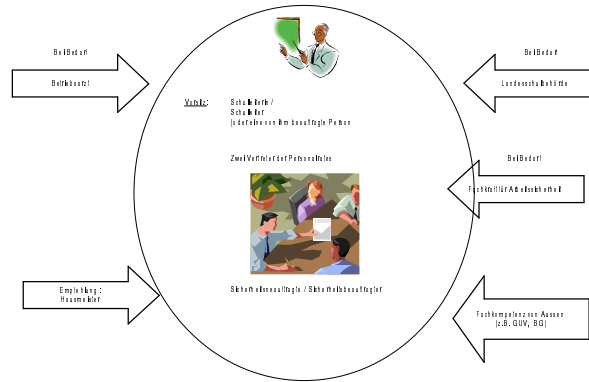 Bei Bedarf
Betriebsarzt
Bei Bedarf
Landesschulbehörde
Vorsitz:
Schulleiterin /
Schulleiter
(oder eine von ihm beauftragte Person
Zwei Vertreter des Personalrates
Bei Bedarf
Fachkraft für Arbeitssicherheit
Sicherheitsbeauftragte / Sicherheitsbeauftragter
Empfehlung:
Hausmeister
Fachkompetenz von Aussen
(z.B. GUV, BG)